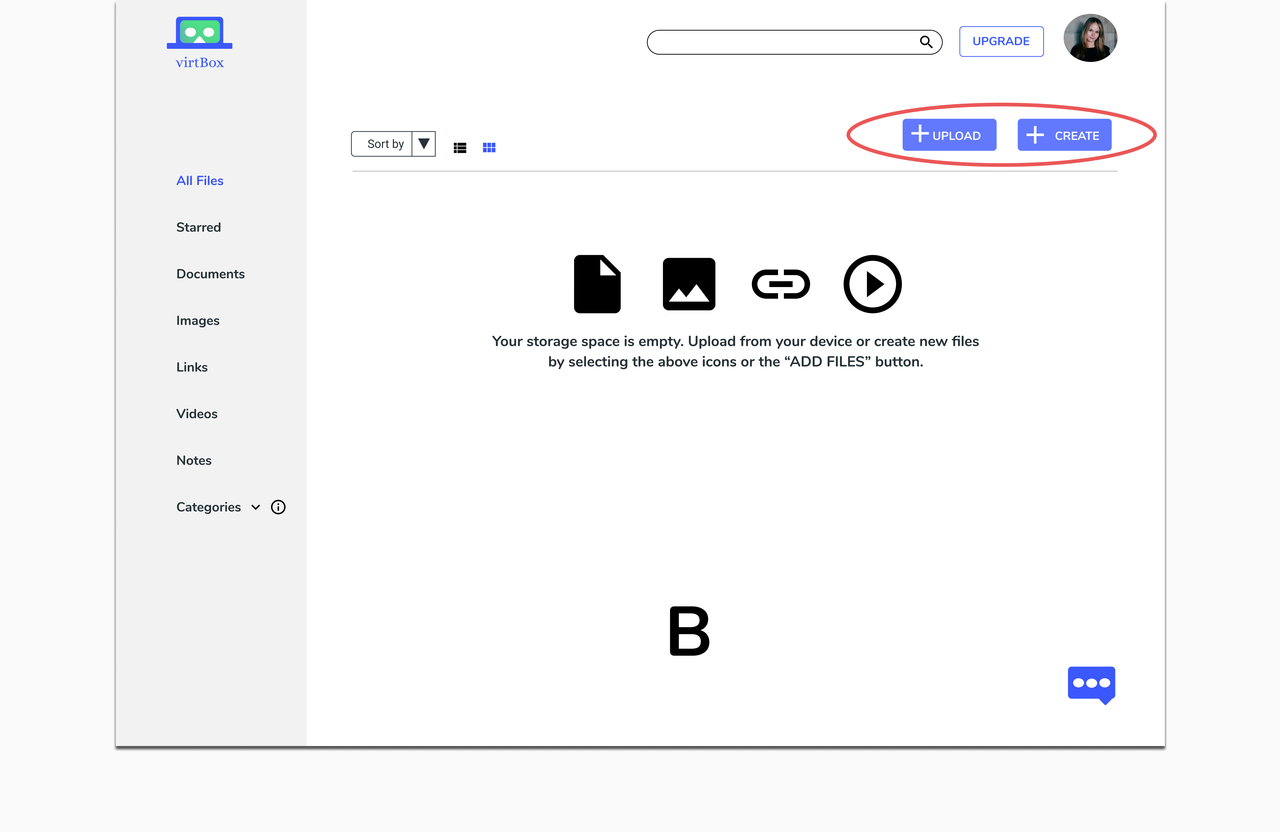 virtBox
UPGRADE
Sort by
UPLOAD
CREATE
All Files
Starred
Documents
Images
Links
Videos
Notes
Categories
Your storage space is empty. Upload from your device or create new files
by selecting the above icons or the “ADD FILES” button.
B